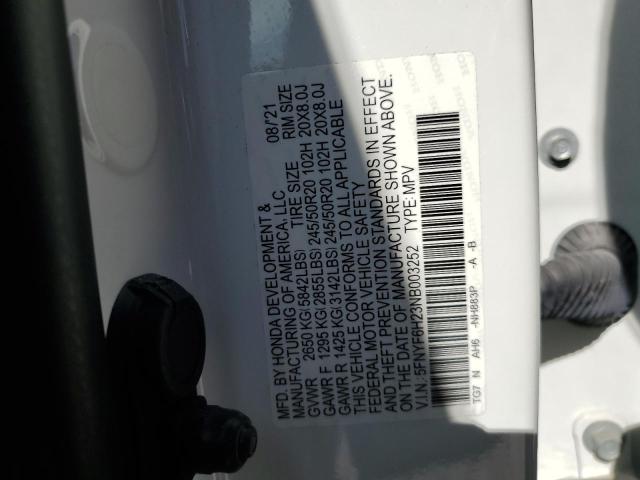 MFD. BY HONDA DEVELOPMENT &
MANUFACTURING OF AMERICA, LLC 08/'21
GVWR 2650 KG(5842LBS) TIRE SIZE RIM SIZE
GAWR F 1295 KG(2855LBS) 245/50R20 102H 20X8.0J
GAWR R 1425 KG(3142LBS) 245/50R20 102H 20X8.0J
THIS VEHICLE CONFORMS TO ALL APPLICABLE
FEDERAL MOTOR VEHICLE SAFETY
AND THEFT PREVENTION STANDARDS IN EFFECT
ON THE DATE OF MANUFACTURE SHOWN ABOVE.
V.I.N: 5FNYF6H23NB003252 TYPE:MPV
TG7 N AH6 -NH883P -A -B